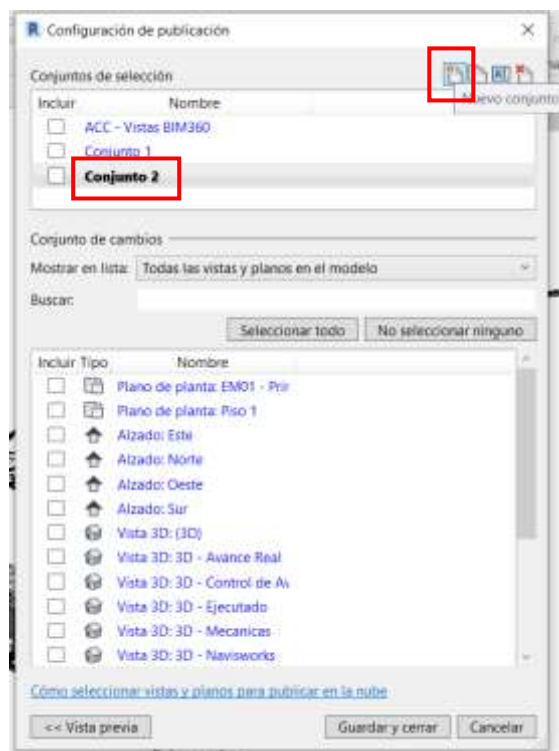 Configuración de publicación
Conjuntos de selección
Nuevo conjunto
Incluir Nombre
ACC - Vistas BIM360
Conjunto 1
Conjunto 2
Conjunto de cambios
Mostrar en lista: Todas las vistas y planos en el modelo
Buscar:
Seleccionar todo No seleccionar ninguno
Incluir Tipo Nombre
Plano de planta: EM01 - Prir
Plano de planta: Piso 1
Alzado: Este
Alzado: Norte
Alzado: Oeste
Alzado: Sur
Vista 3D: (3D)
Vista 3D: 3D - Avance Real
Vista 3D: 3D - Control de Av
Vista 3D: 3D - Ejecutado
Vista 3D: 3D - Mecanicas
Vista 3D: 3D - Navisworks
Cómo seleccionar vistas y planos para publicar en la nube
<< Vista previa Guardar y cerrar Cancelar